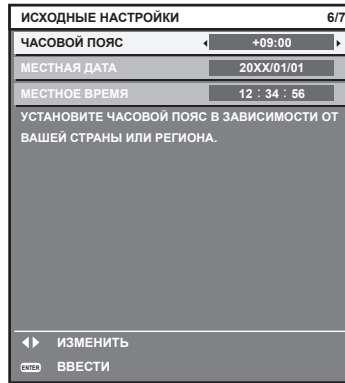 ИСХОДНЫЕ НАСТРОЙКИ 6/7
ЧАСОВОЙ ПОЯС +09:00
МЕСТНАЯ ДАТА 20XX/01/01
МЕСТНОЕ ВРЕМЯ 12 : 34 : 56
УСТАНОВИТЕ ЧАСОВОЙ ПОЯС В ЗАВИСИМОСТИ ОТ
ВАШЕЙ СТРАНЫ ИЛИ РЕГИОНА.
ИЗМЕНИТЬ
ENTER ВВЕСТИ